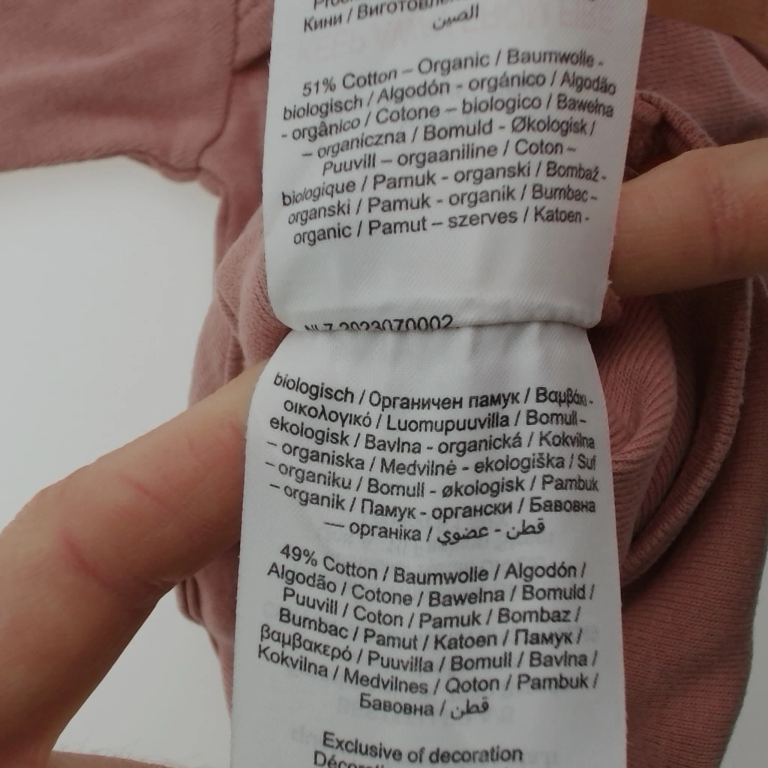 Кини /
الصين
51% Cotton – Organic / Baumwolle -
biologisch / Algodón - orgánico / Algodão
- orgânico / Cotone – biologico / Bawełna
– organiczna / Bomuld - Økologisk /
Puuvill – orgaaniline / Coton –
biologique / Pamuk - organski / Bombaž -
organski / Pamuk - organik / Bumbac -
organic / Pamut – szerves / Katoen -
2023070002
biologisch / Органичен памук / Βαμβάκι -
οικολογικό / Luomupuuvilla / Bomull -
ekologisk / Bavlna - organická / Kokvilna
– organiska / Medvilnė - ekologiška / Suf
– organiku / Bomull - økologisk / Pambuk
– organik / Памук - органски / Бавовна
— органіка / قطن - عضوي
49% Cotton / Baumwolle / Algodón /
Algodão / Cotone / Bawełna / Bomuld /
Puuvill / Coton / Pamuk / Bombaz /
Bumbac / Pamut / Katoen / Памук /
βαμβακερό / Puuvilla / Bomull / Bavlna /
Kokvilna / Medvilnes / Qoton / Pambuk /
Бавовна / قطن
Exclusive of decoration